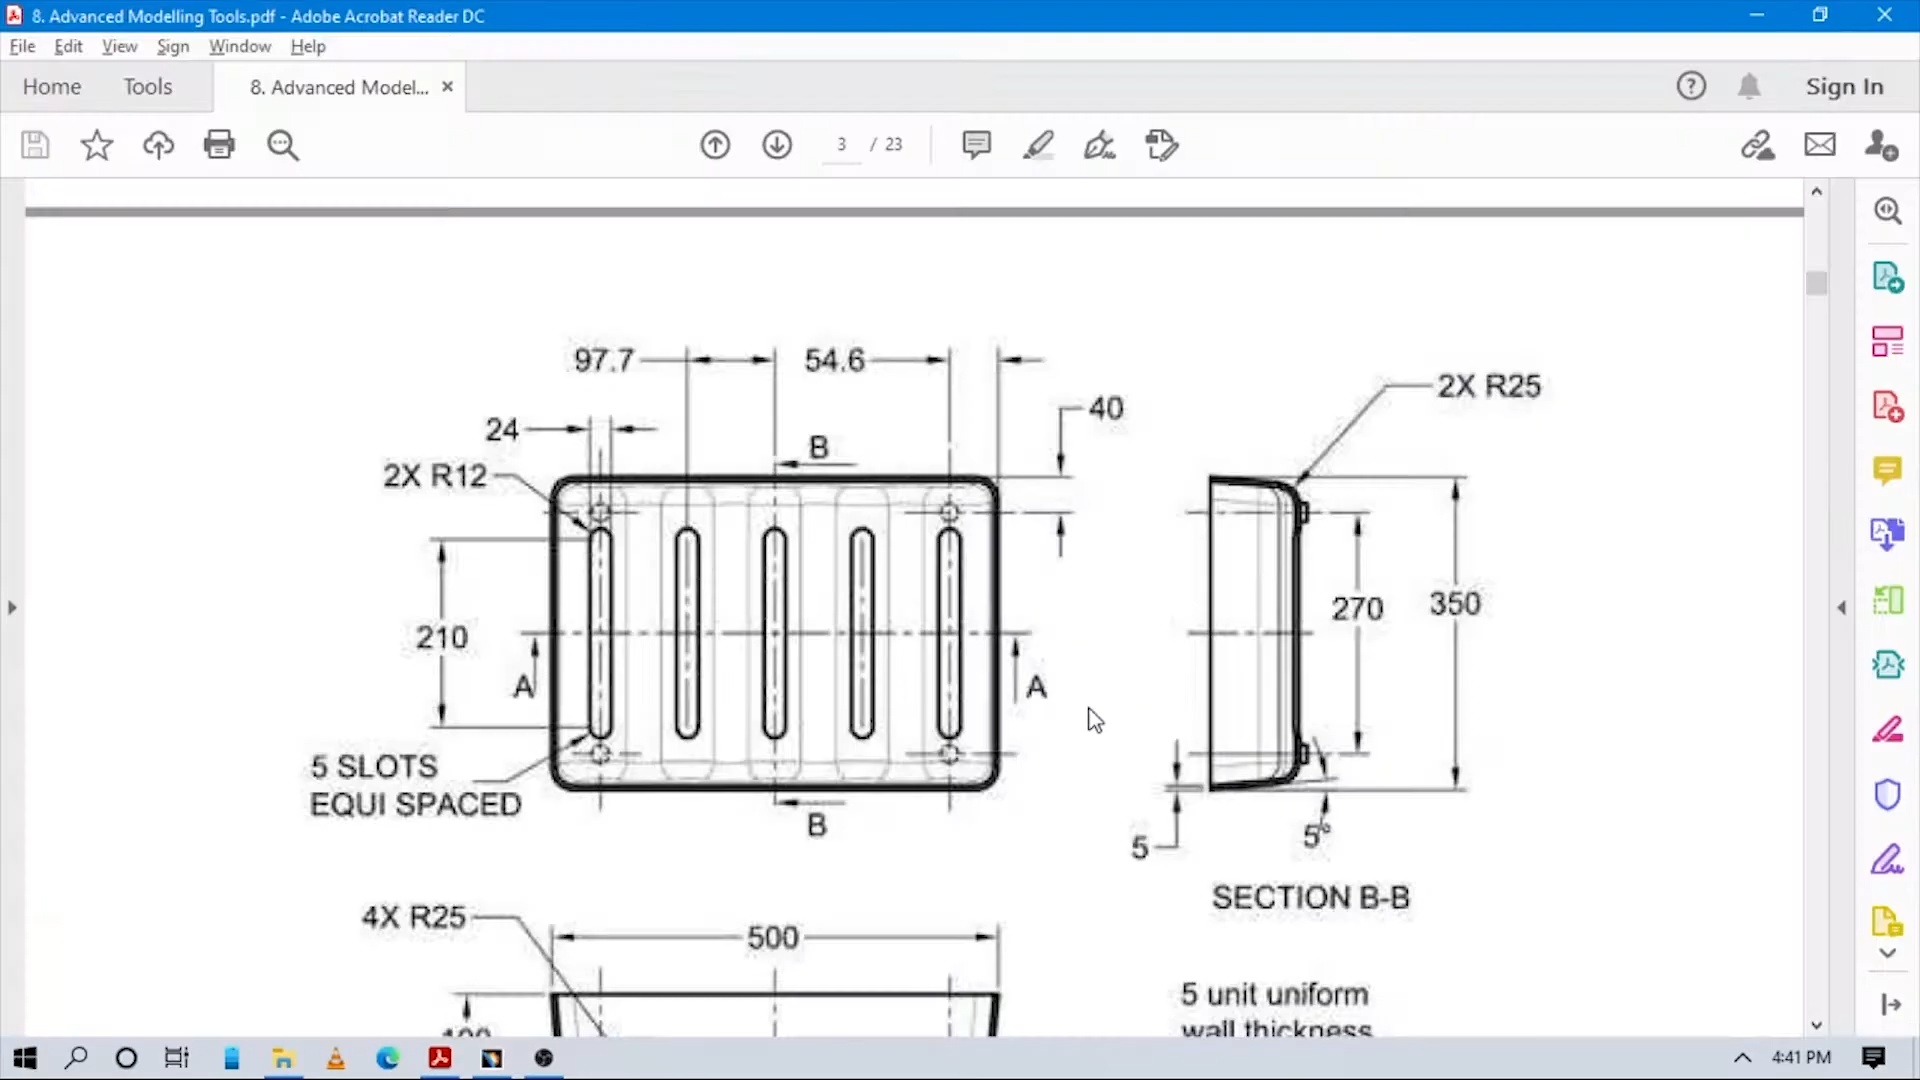 8. Advanced Modelling Tools.pdf - Adobe Acrobat Reader DC
File Edit View Sign Window Help
Home Tools 8. Advanced Model... Sign In
3 / 23
97.7 54.6
2X R25
40
24
B
2X R12
270 350
210
A A
5 SLOTS
EQUI SPACED
B
5
5°
SECTION B-B
4X R25
500
5 unit uniform
wall thickness
4:41 PM